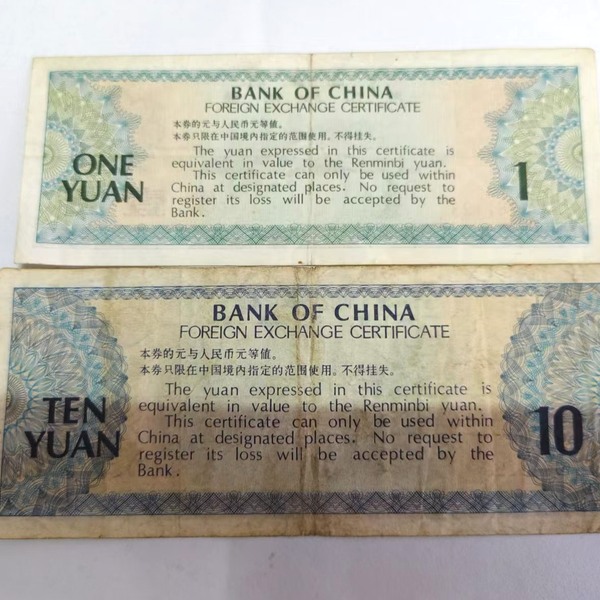 BANK OF CHINA
FOREIGN EXCHANGE CERTIFICATE
本券的元与人民币元等值。
本券只限在中国境内指定的范围使用。不得挂失。
The yuan expressed in this certificate is
equivalent in value to the Renminbi yuan.
This certificate can only be used within
China at designated places. No request to
register its loss will be accepted by the
Bank.
ONE
YUAN
1
BANK OF CHINA
FOREIGN EXCHANGE CERTIFICATE
本券的元与人民币元等值。
本券只限在中国境内指定的范围使用。不得挂失。
The yuan expressed in this certificate is
equivalent in value to the Renminbi yuan.
This certificate can only be used within
China at designated places. No request to
register its loss will be accepted by the
Bank.
TEN
YUAN
10